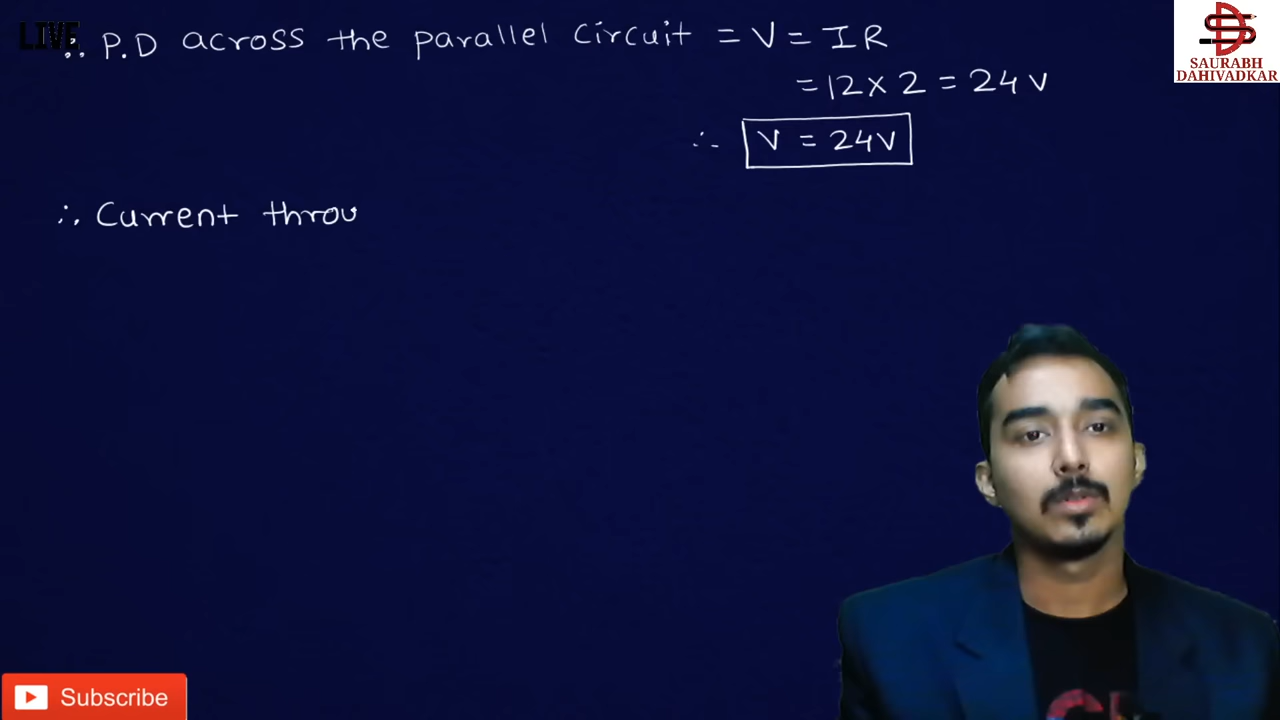 LIVE
∴ P.D across the parallel circuit = V = IR
= 12 × 2 = 24 V
∴ V = 24V
∴ Current throu
SAURABH
DAHIVADKAR
Subscribe